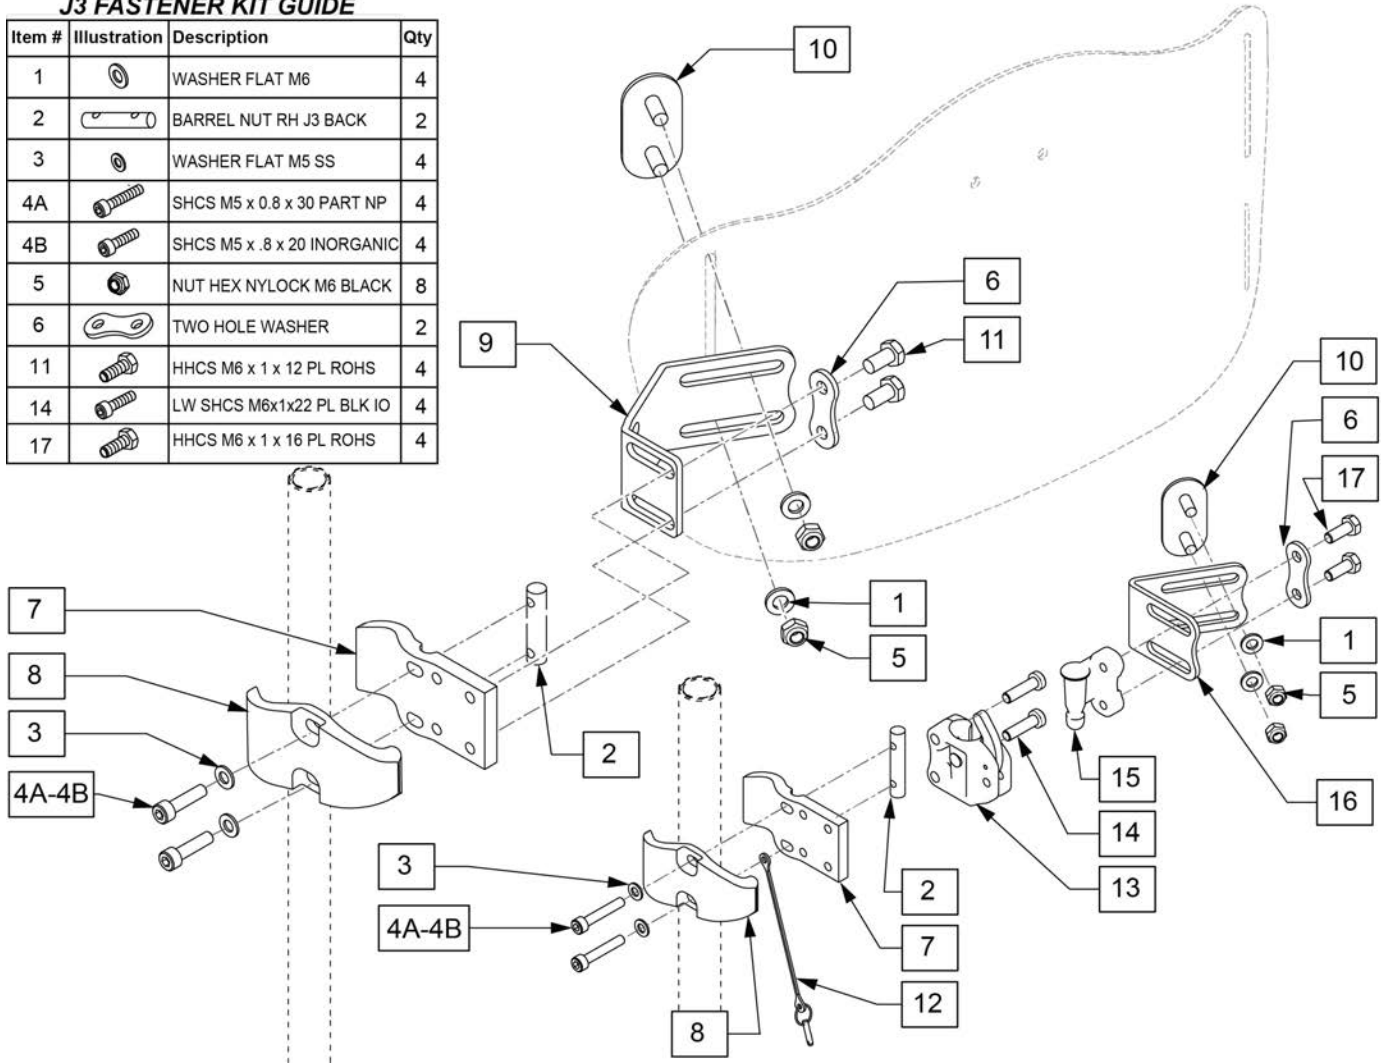 J3 FASTENER KIT GUIDE
Item # Illustration Description Qty
1 WASHER FLAT M6 4
2 BARREL NUT RH J3 BACK 2
3 WASHER FLAT M5 SS 4
4A SHCS M5 x 0.8 x 30 PART NP 4
4B SHCS M5 x .8 x 20 INORGANIC 4
5 NUT HEX NYLOCK M6 BLACK 8
6 TWO HOLE WASHER 2
11 HHCS M6 x 1 x 12 PL ROHS 4
14 LW SHCS M6x1x22 PL BLK IO 4
17 HHCS M6 x 1 x 16 PL ROHS 4
10
6
9
11
10
6
17
7
1
8
5
1
3
2
5
4A-4B
15
16
14
3
2
13
4A-4B
7
12
8